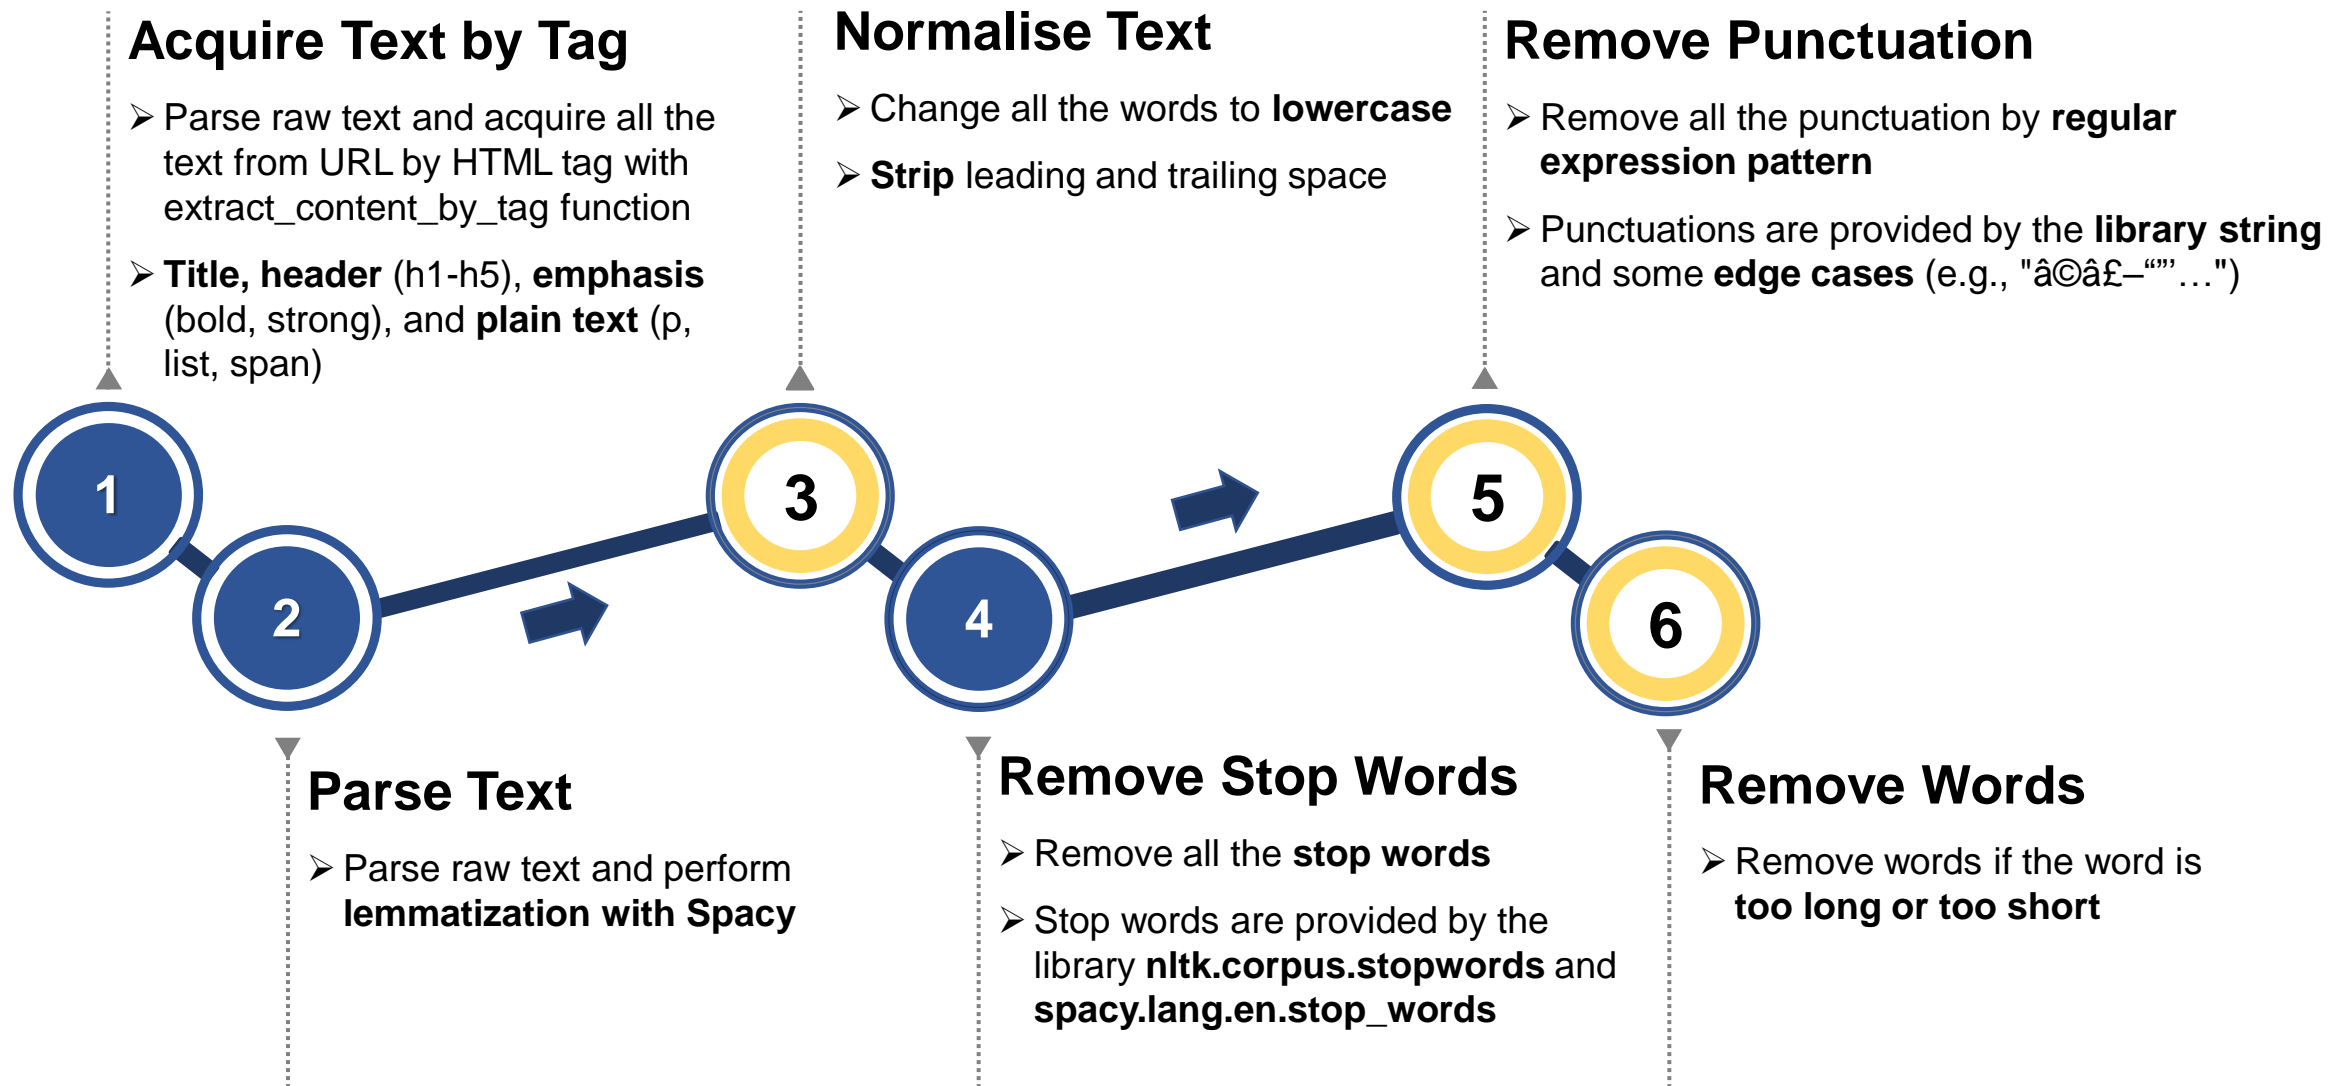 Acquire Text by Tag
➢ Parse raw text and acquire all the
text from URL by HTML tag with
extract_content_by_tag function
➢ Title, header (h1-h5), emphasis
(bold, strong), and plain text (p,
list, span)
1
2
Parse Text
➢ Parse raw text and perform
lemmatization with Spacy
Normalise Text
➢ Change all the words to lowercase
➢ Strip leading and trailing space
3
4
Remove Stop Words
➢ Remove all the stop words
➢ Stop words are provided by the
library nltk.corpus.stopwords and
spacy.lang.en.stop_words
Remove Punctuation
➢ Remove all the punctuation by regular
expression pattern
➢ Punctuations are provided by the library string
and some edge cases (e.g., "â©â£–“”’…")
5
6
Remove Words
➢ Remove words if the word is
too long or too short